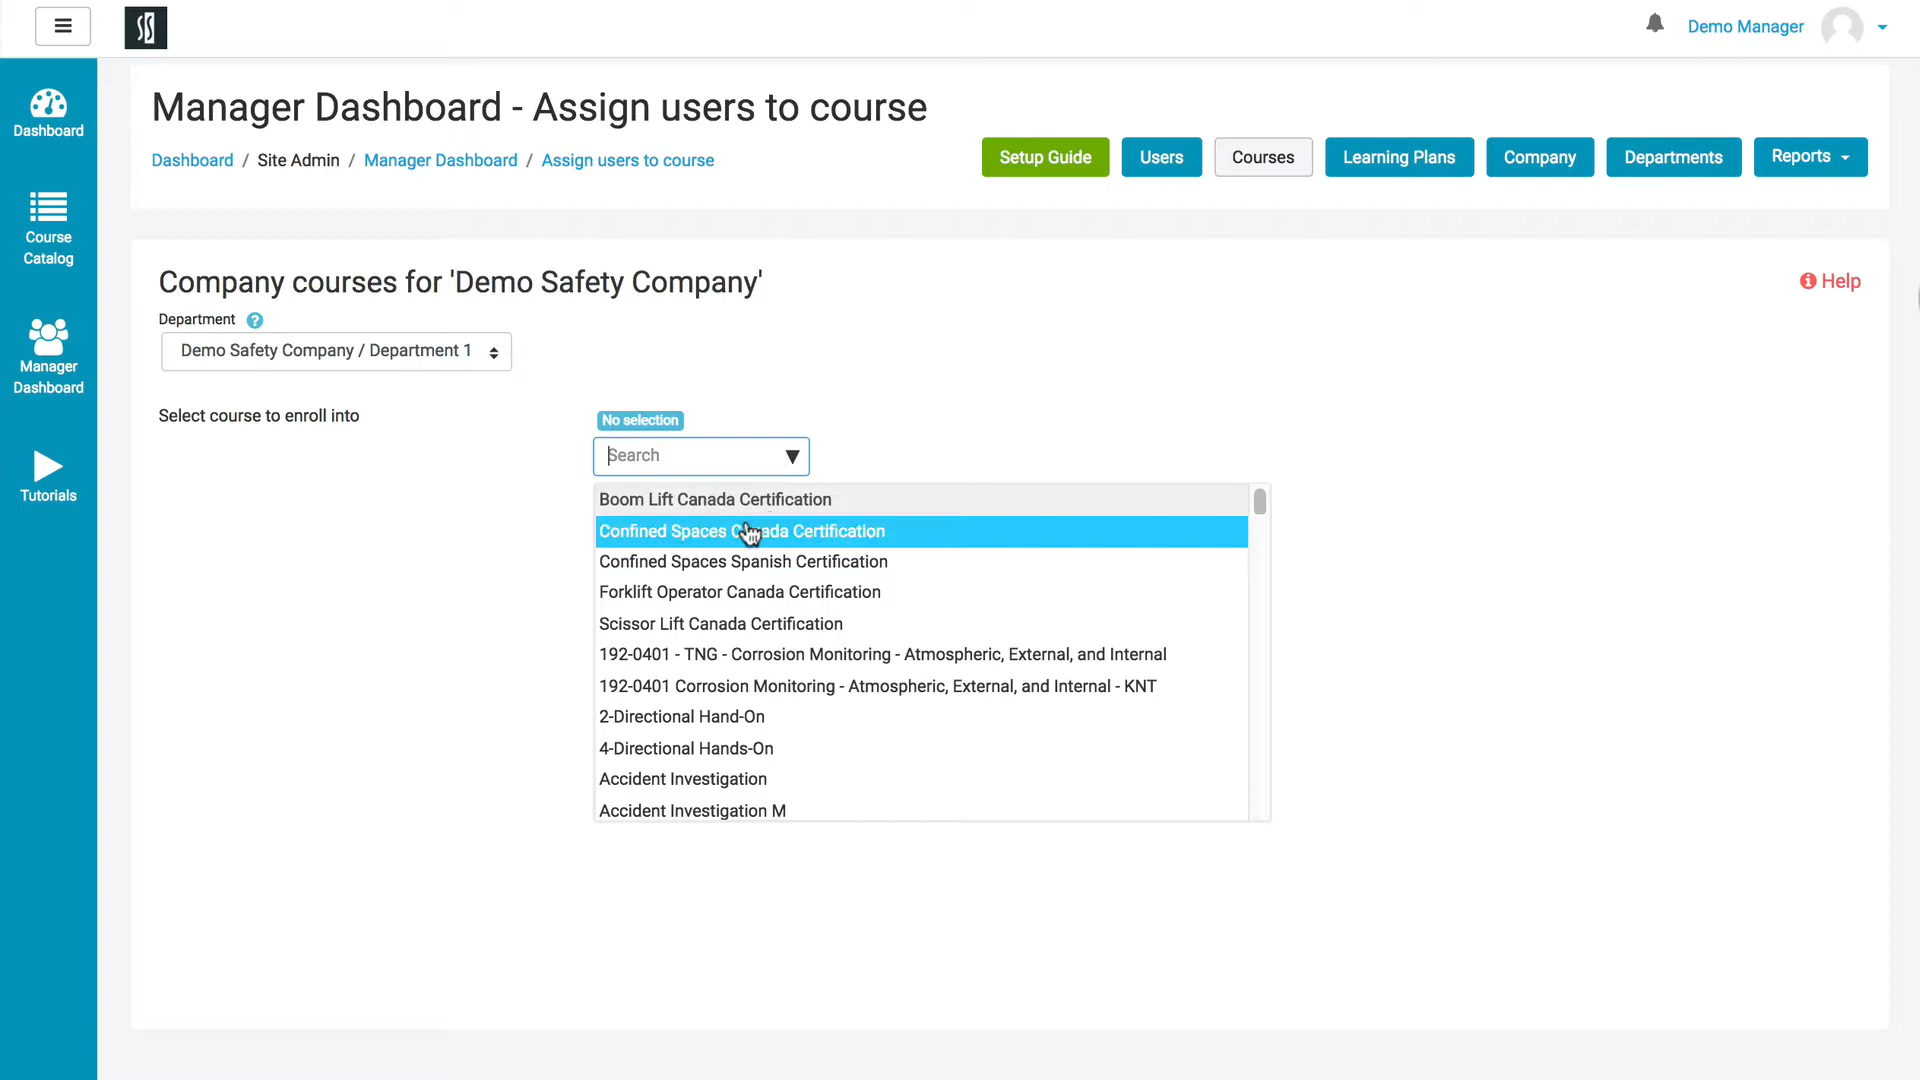 Demo Manager
Dashboard
Course
Catalog
Manager
Dashboard
Tutorials
Manager Dashboard - Assign users to course
Dashboard / Site Admin / Manager Dashboard / Assign users to course
Setup Guide Users Courses Learning Plans Company Departments Reports
Company courses for 'Demo Safety Company'
Help
Department ?
Demo Safety Company / Department 1
Select course to enroll into
No selection
Search
Boom Lift Canada Certification
Confined Spaces Canada Certification
Confined Spaces Spanish Certification
Forklift Operator Canada Certification
Scissor Lift Canada Certification
192-0401 - TNG - Corrosion Monitoring - Atmospheric, External, and Internal
192-0401 Corrosion Monitoring - Atmospheric, External, and Internal - KNT
2-Directional Hand-On
4-Directional Hands-On
Accident Investigation
Accident Investigation M